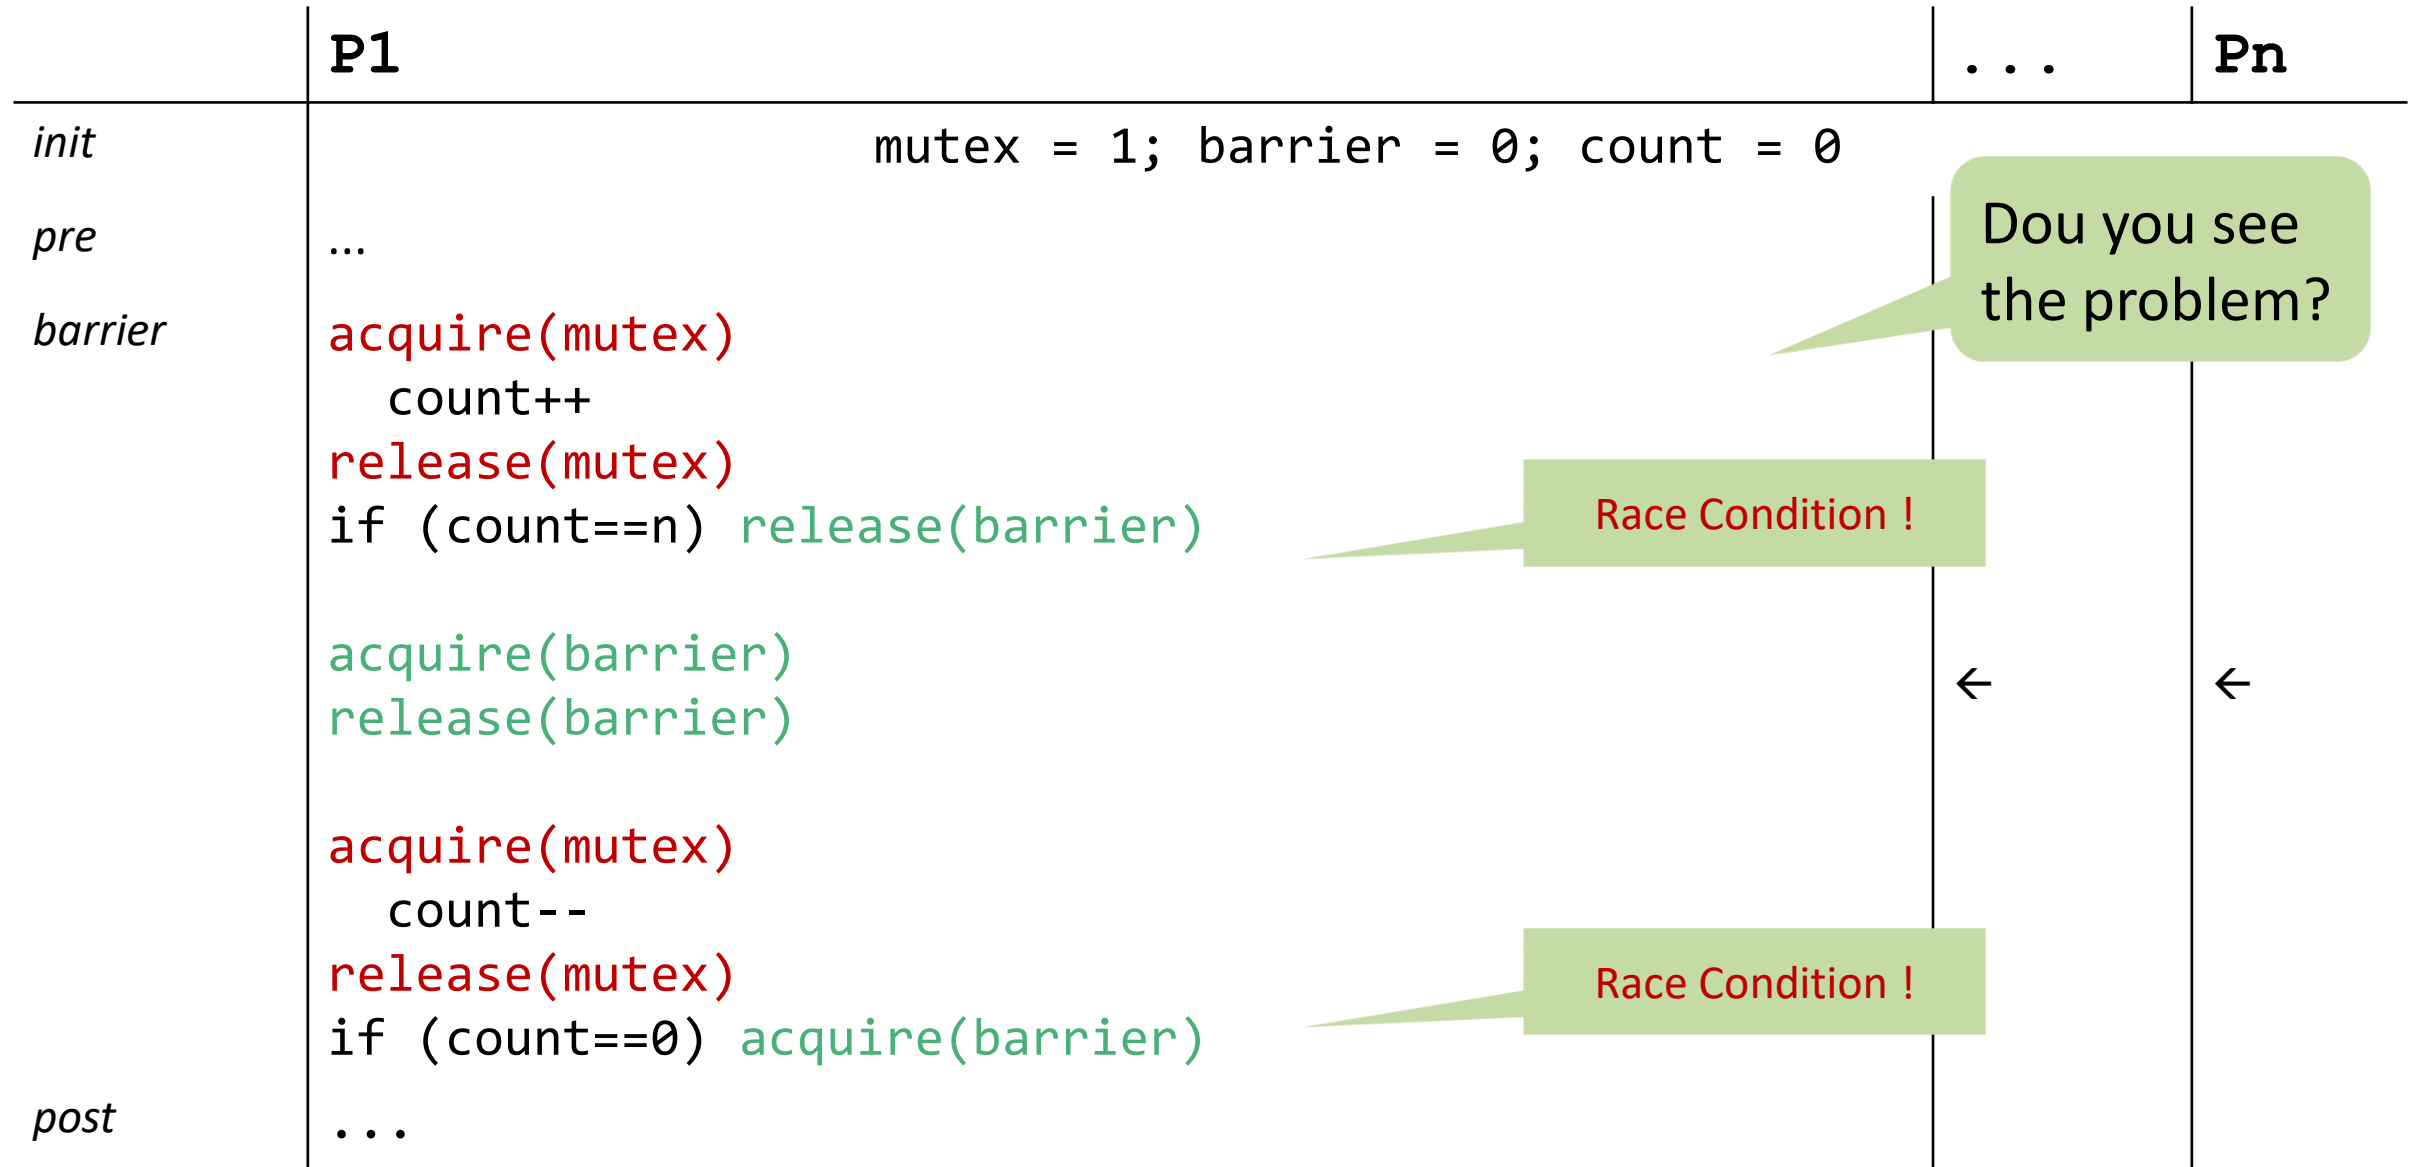 P1 ... Pn
init mutex = 1; barrier = 0; count = 0
pre ...
Dou you see
the problem?
barrier acquire(mutex)
count++
release(mutex)
if (count==n) release(barrier)
Race Condition !
acquire(barrier)
release(barrier)
← ←
acquire(mutex)
count--
release(mutex)
if (count==0) acquire(barrier)
Race Condition !
post ...